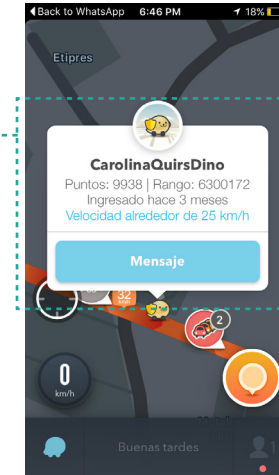 Back to WhatsApp 6:46 PM 18%
Etipres
CarolinaQuirsDino
Puntos: 9938 | Rango: 6300172
Ingresado hace 3 meses
Velocidad alrededor de 25 km/h
Mensaje
32
km/h
2
0
km/h
Buenas tardes